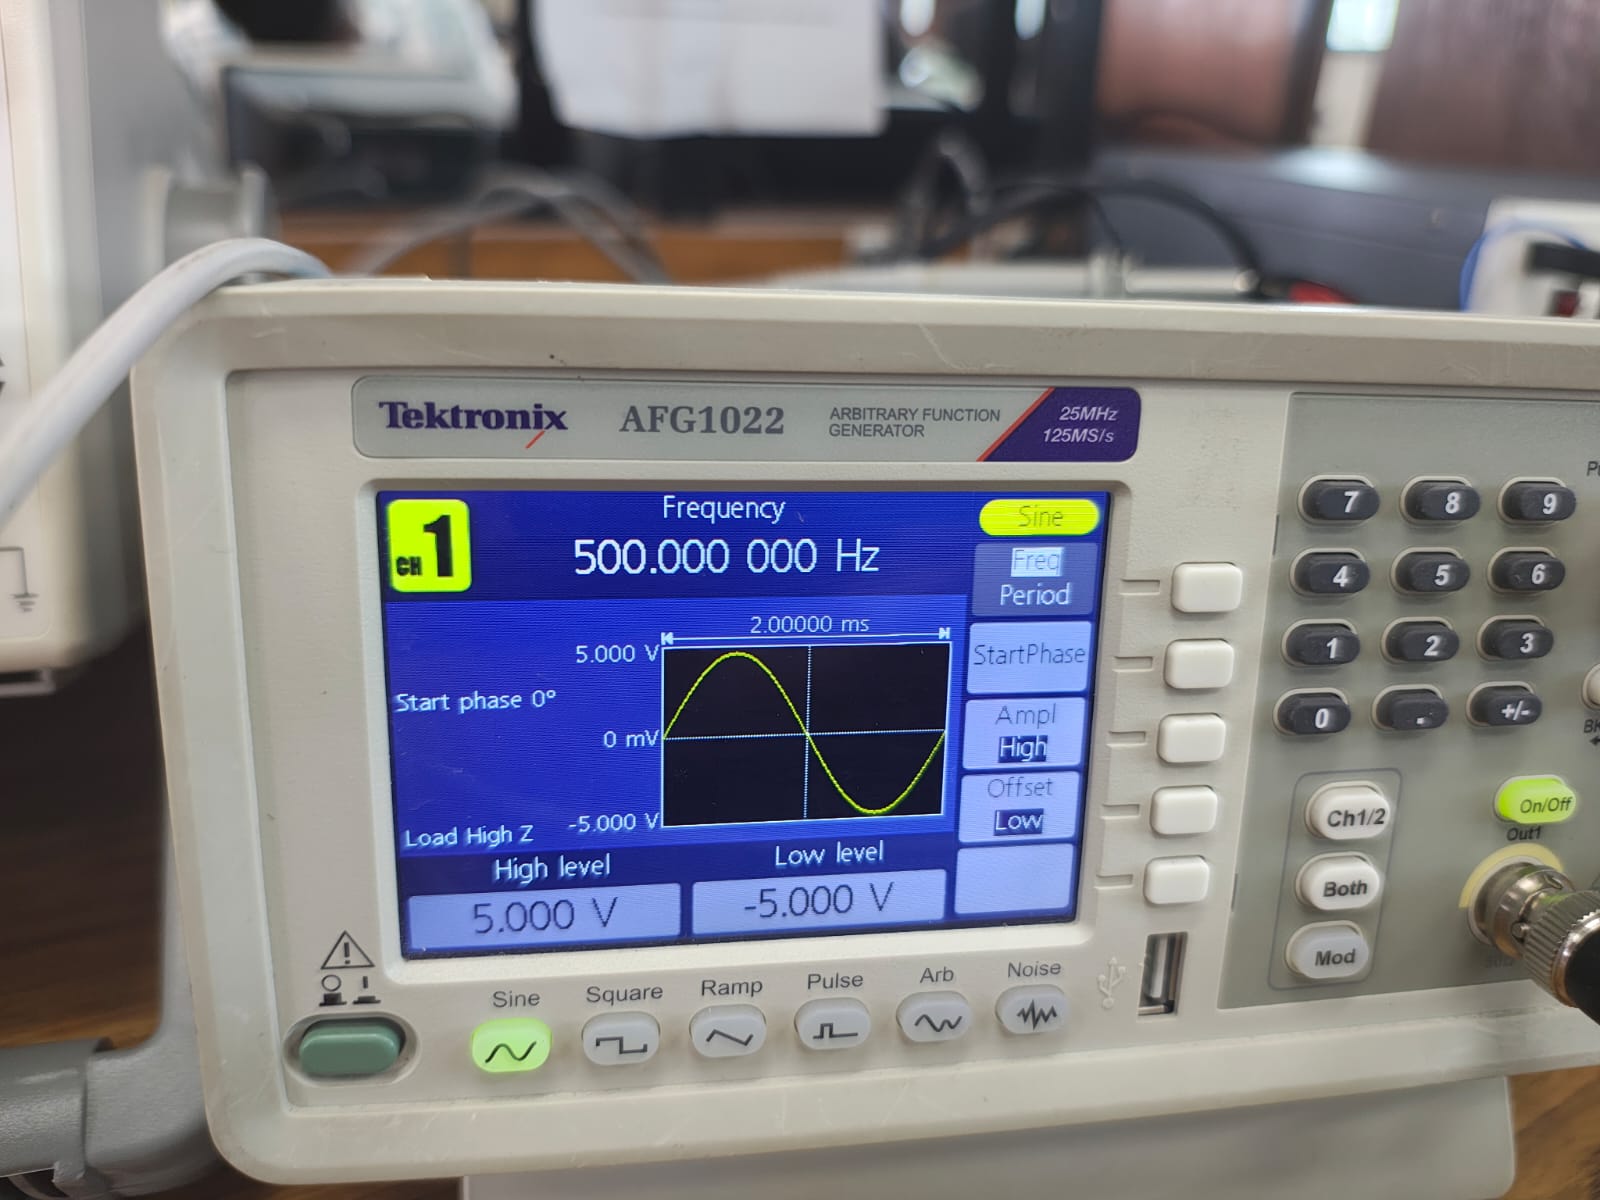 Tektronix AFG1022 ARBITRARY FUNCTION GENERATOR 25MHz 125MS/s
CH 1
Frequency
500.000 000 Hz
Sine
Freq
Period
StartPhase
Ampl
High
Offset
Low
2.00000 ms
5.000 V
Start phase 0°
0 mV
-5.000 V
Load High Z
High level
5.000 V
Low level
-5.000 V
Sine
Square
Ramp
Pulse
Arb
Noise
7 8 9
4 5 6
1 2 3
0 . +/-
Ch1/2
Both
Mod
On/Off
Out1